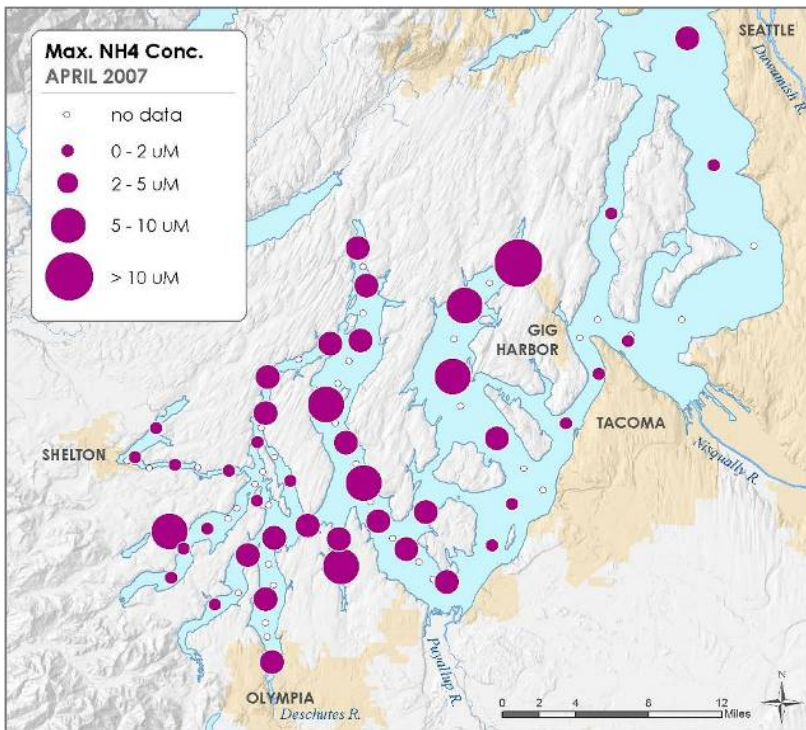 Max. NH4 Conc.
APRIL 2007
no data
0 - 2 uM
2 - 5 uM
5 - 10 uM
> 10 uM
SEATTLE
Duwamish R.
GIG
HARBOR
TACOMA
SHELTON
Nisqually R.
Puyallup R.
OLYMPIA
Deschutes R.
N
0 2 4 8 12
Miles